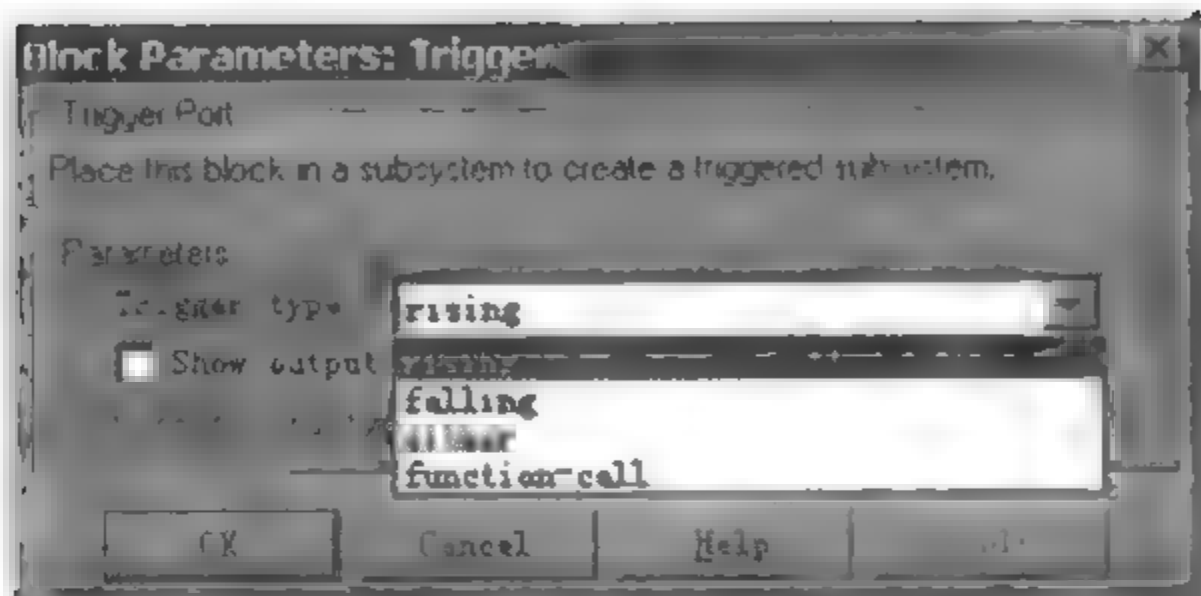 Block Parameters: Trigger
Trigger Port
Place this block in a subsystem to create a triggered subsystem.
Parameters
Trigger type
rising
Show output
rising
falling
either
function-call
OK
Cancel
Help